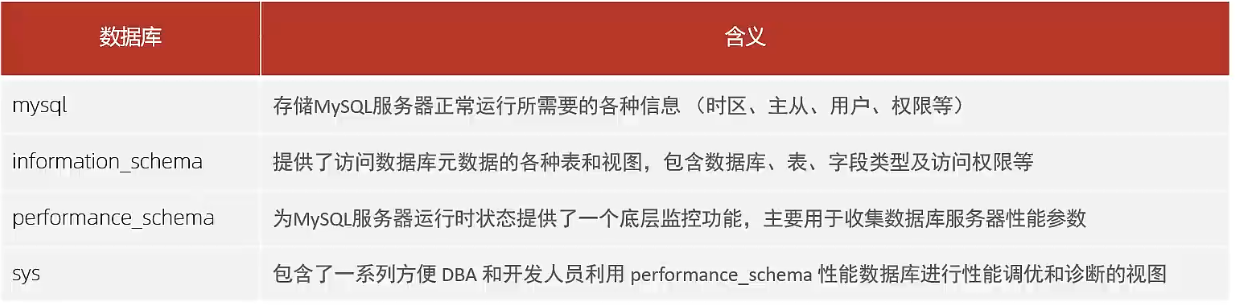 数据库 含义
mysql 存储MySQL服务器正常运行所需要的各种信息 （时区、主从、用户、权限等）
information_schema 提供了访问数据库元数据的各种表和视图，包含数据库、表、字段类型及访问权限等
performance_schema 为MySQL服务器运行时状态提供了一个底层监控功能，主要用于收集数据库服务器性能参数
sys 包含了一系列方便 DBA 和开发人员利用 performance_schema 性能数据库进行性能调优和诊断的视图